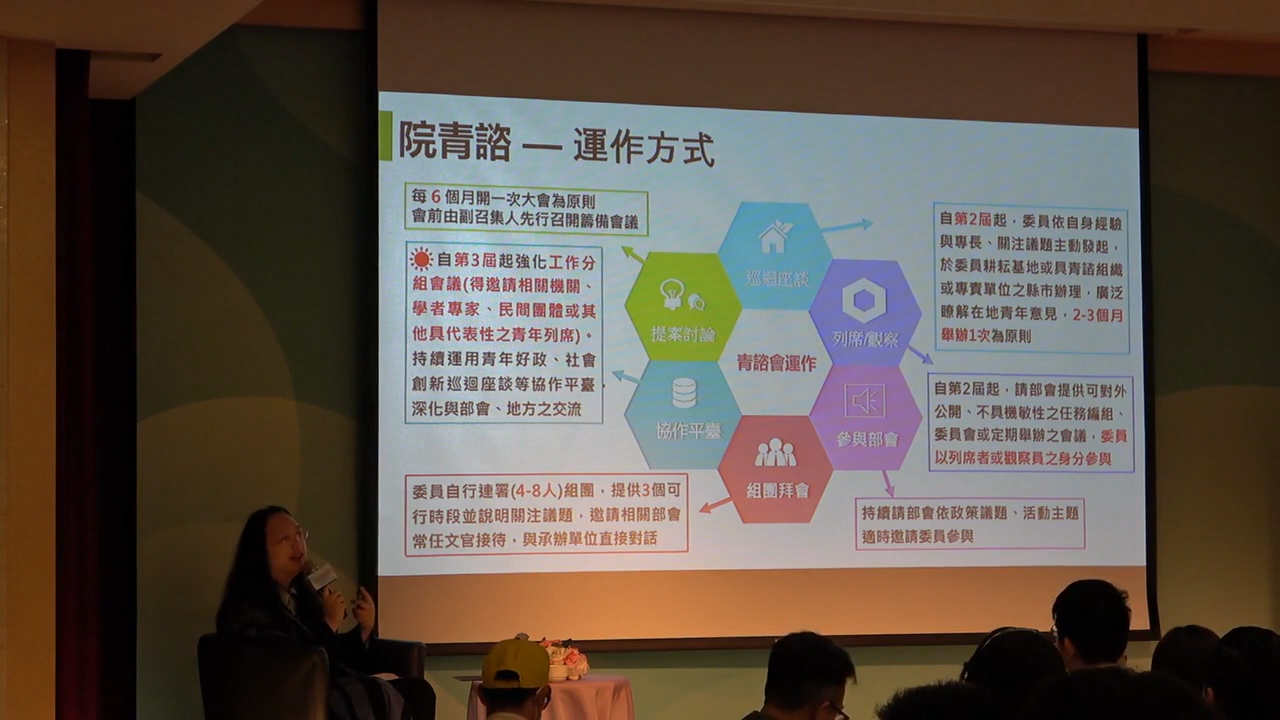 院青諮 — 運作方式
每 6 個月開一次大會為原則
會前由副召集人先行召開籌備會議
自第3屆起強化工作分
組會議(得邀請相關機關、
學者專家、民間團體或其
他具代表性之青年列席)。
持續運用青年好政、社會
創新巡迴座談等協作平臺，
深化與部會、地方之交流
委員自行連署(4-8人)組團，提供3個可
行時段並說明關注議題，邀請相關部會
常任文官接待，與承辦單位直接對話
巡迴座談
提案討論
列席/觀察
青諮會運作
協作平臺
參與部會
組團拜會
自第2屆起，委員依自身經驗
與專長、關注議題主動發起，
於委員耕耘基地或具青諮組織
或專責單位之縣市辦理，廣泛
瞭解在地青年意見，2-3個月
舉辦1次為原則
自第2屆起，請部會提供可對外
公開、不具機敏性之任務編組、
委員會或定期舉辦之會議，委員
以列席者或觀察員之身分參與
持續請部會依政策議題、活動主題
適時邀請委員參與